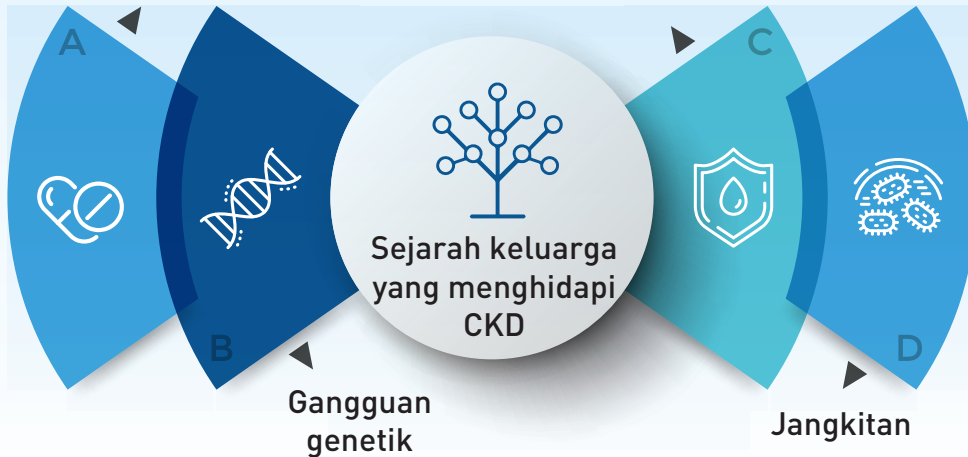 A
C
Sejarah keluarga
yang menghidapi
CKD
B
D
Gangguan
genetik
Jangkitan